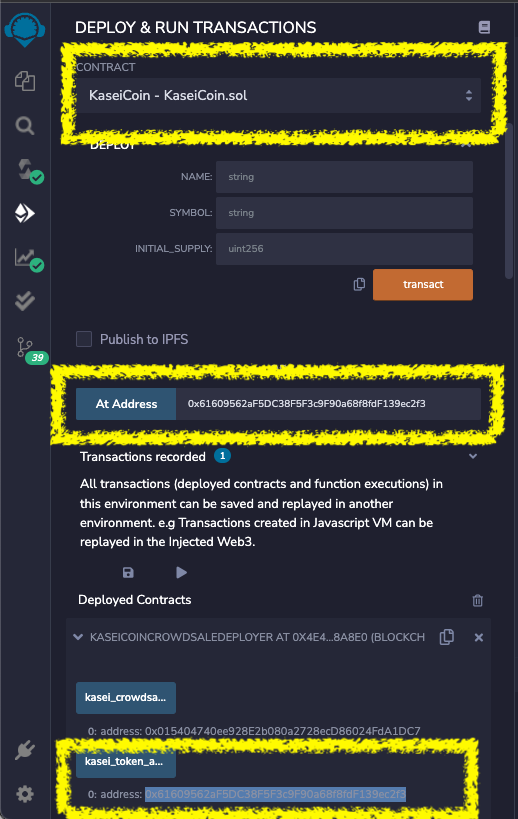 DEPLOY & RUN TRANSACTIONS
CONTRACT
KaseiCoin - KaseiCoin.sol
DEPLOY
NAME: string
SYMBOL: string
INITIAL_SUPPLY: uint256
transact
Publish to IPFS
39
At Address 0x61609562aF5DC38F5F3c9F90a68f8fdF139ec2f3
Transactions recorded 1
All transactions (deployed contracts and function executions) in
this environment can be saved and replayed in another
environment. e.g Transactions created in Javascript VM can be
replayed in the Injected Web3.
Deployed Contracts
KASEICOINCROWDSALEDEPLOYER AT 0X4E4...8A8E0 (BLOCKCH
kasei_crowdsa...
0: address: 0x015404740ee928E2b080a2728ecD86024FdA1DC7
kasei_token_a...
0: address: 0x61609562aF5DC38F5F3c9F90a68f8fdF139ec2f3